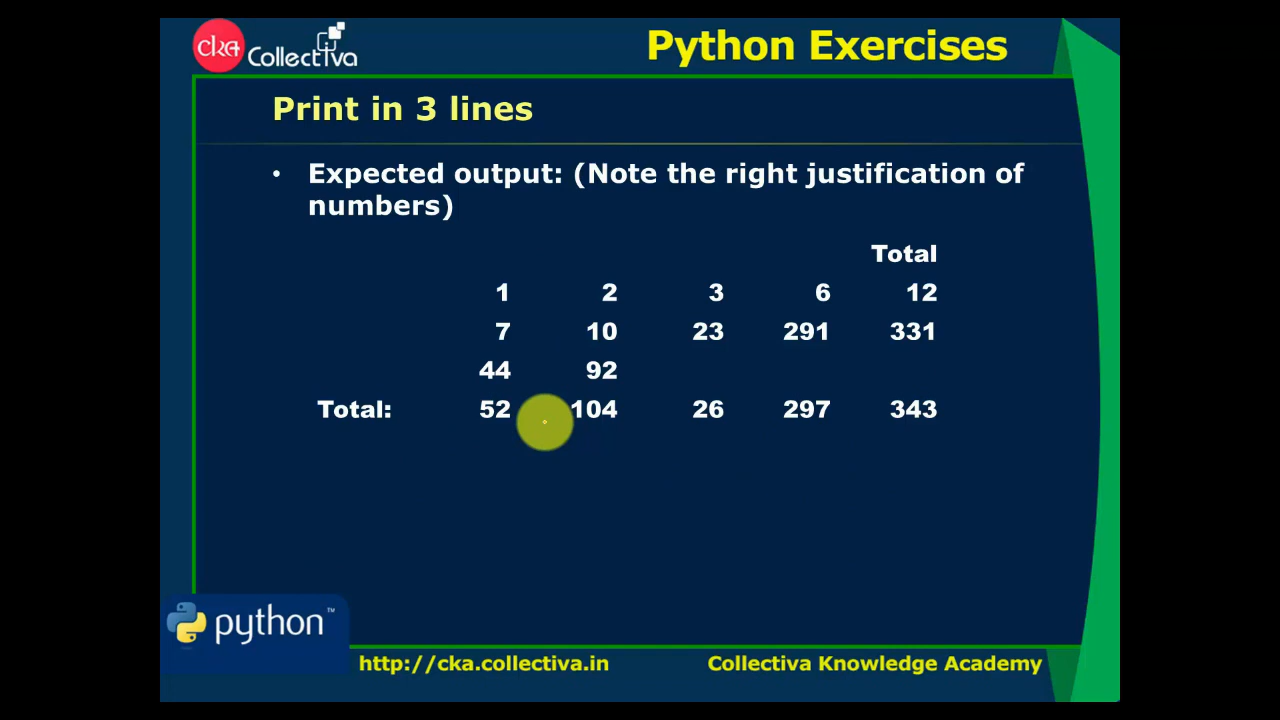 cka Collectiva
Python Exercises
Print in 3 lines
• Expected output: (Note the right justification of
numbers)
Total
1 2 3 6 12
7 10 23 291 331
44 92
Total: 52 104 26 297 343
python™
http://cka.collectiva.in Collectiva Knowledge Academy